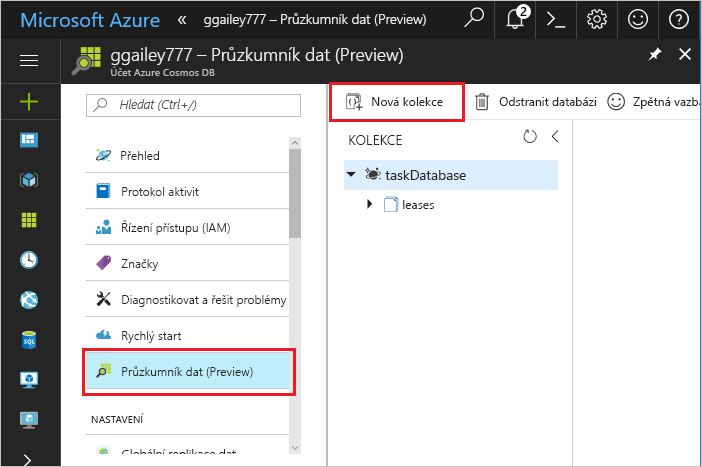 Microsoft Azure « ggailey777 – Průzkumník dat (Preview) 2
ggailey777 – Průzkumník dat (Preview)
Účet Azure Cosmos DB
Hledat (Ctrl+/)
Přehled
Protokol aktivit
Řízení přístupu (IAM)
Značky
Diagnostikovat a řešit problémy
Rychlý start
Průzkumník dat (Preview)
NASTAVENÍ
Globální replikace dat
SQL
Nová kolekce
Odstranit databázi
Zpětná vazb
KOLEKCE
taskDatabase
leases